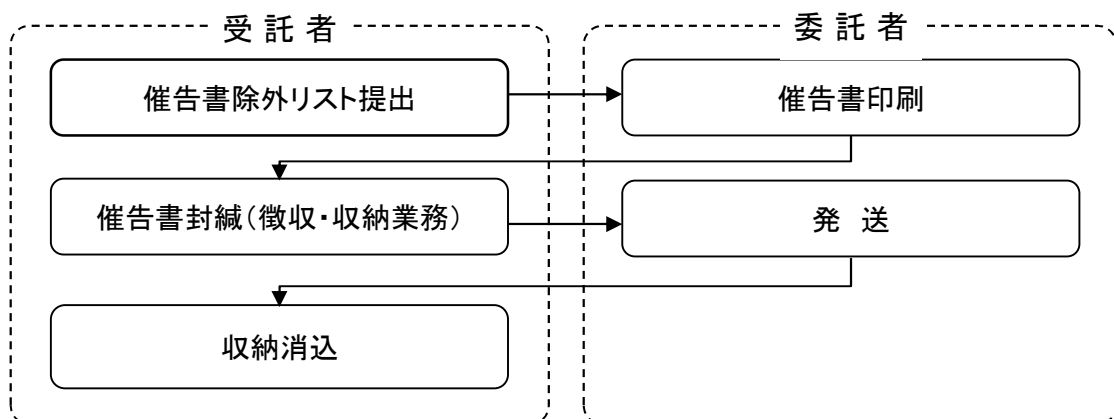 受 託 者
委 託 者
催告書除外リスト提出
催告書印刷
催告書封緘(徴収・収納業務)
発 送
収納消込